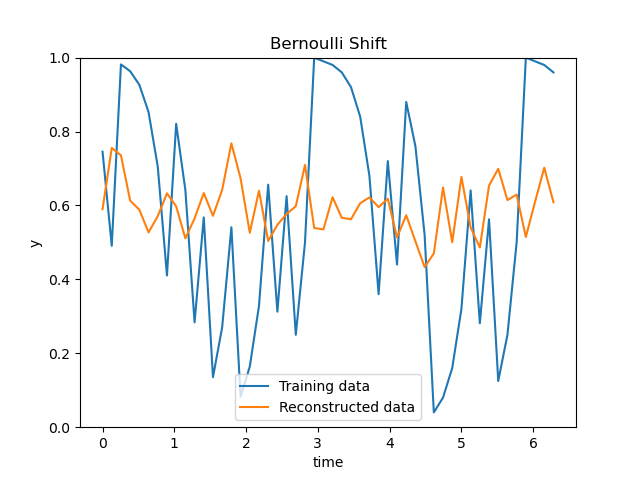 Bernoulli Shift
1.0
0.8
0.6
0.4
0.2
0.0
y
0 1 2 3 4 5 6
time
Training data
Reconstructed data